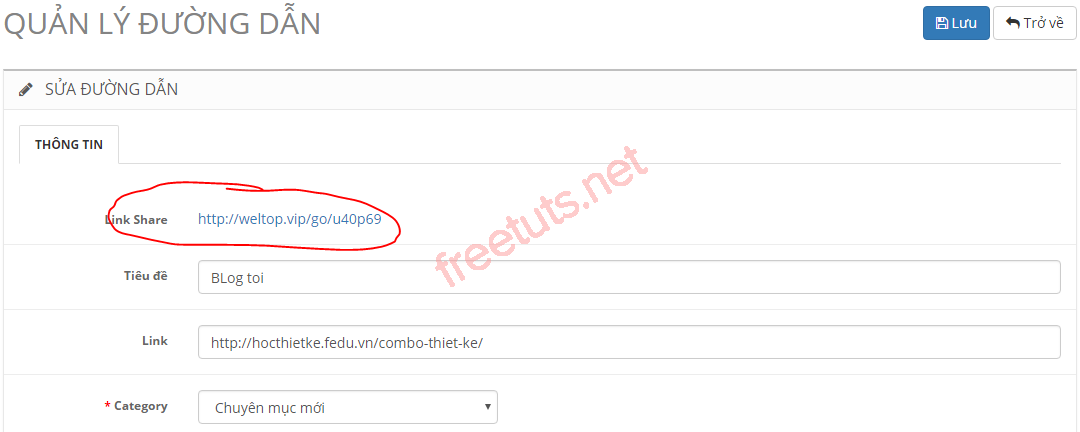 QUẢN LÝ ĐƯỜNG DẪN
Lưu
Trở về
SỬA ĐƯỜNG DẪN
THÔNG TIN
Link Share http://weltop.vip/go/u40p69
Tiêu đề BLog toi
Link http://hocthietke.fedu.vn/combo-thiet-ke/
* Category Chuyên mục mới
freetuts.net